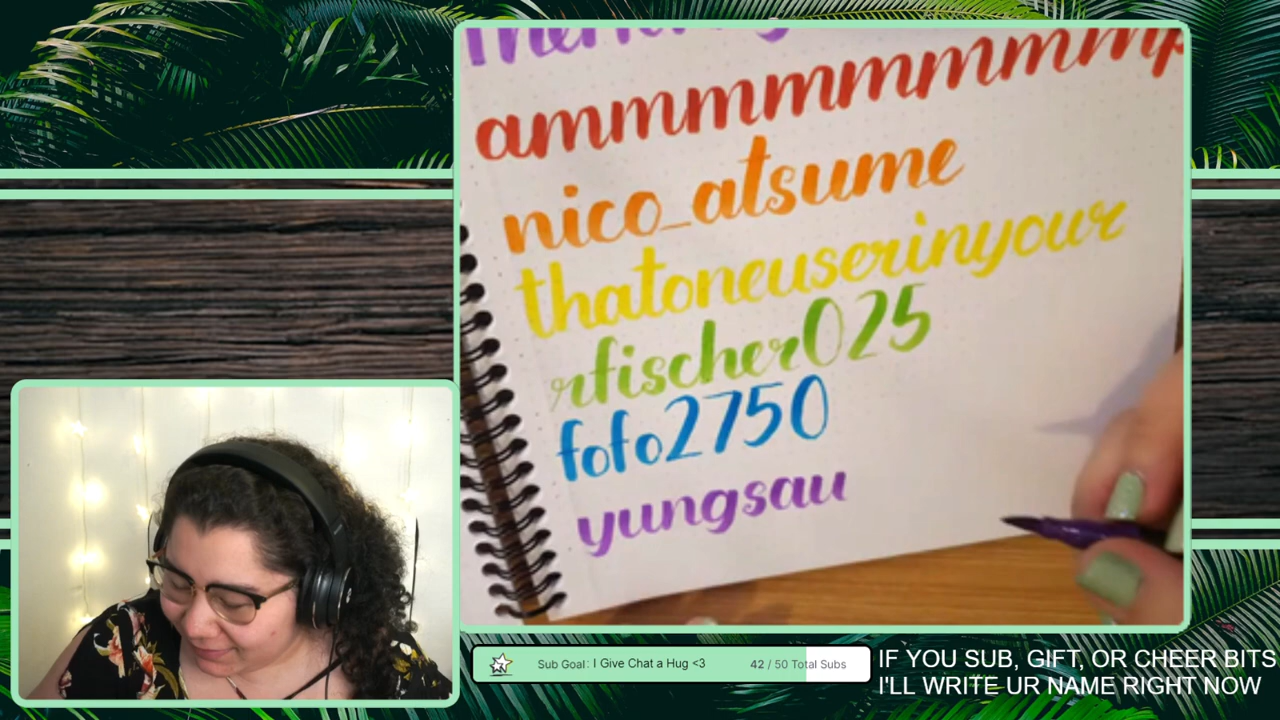 ammmmmmmmp
nico_atsume
thatoneuserinyour
rfischer025
fofo2750
yungsau
Sub Goal: I Give Chat a Hug <3 42 / 50 Total Subs
IF YOU SUB, GIFT, OR CHEER BITS
I'LL WRITE UR NAME RIGHT NOW